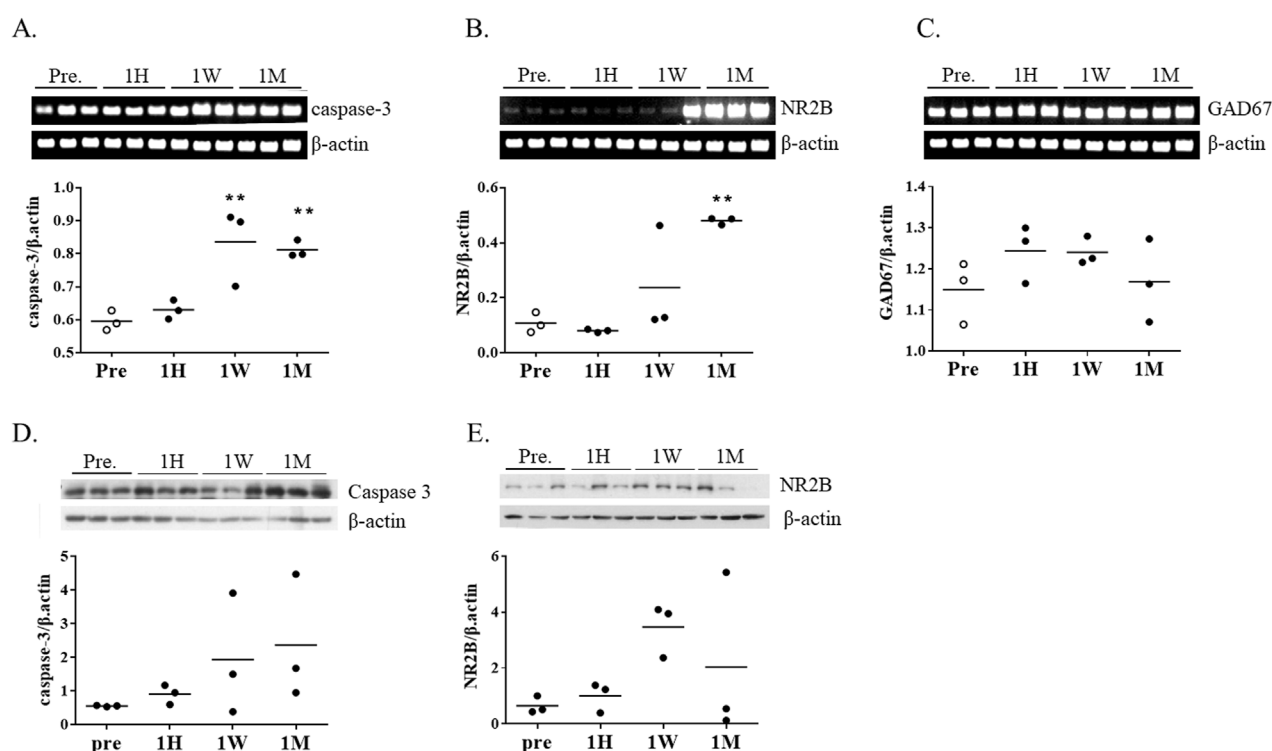 A.
Pre. 1H 1W 1M
caspase-3
β-actin
caspase-3/β.actin
1.0
0.9
0.8
0.7
0.6
0.5
** **
Pre 1H 1W 1M
B.
Pre. 1H 1W 1M
NR2B
β-actin
NR2B/β.actin
0.6
0.4
0.2
0.0
**
Pre 1H 1W 1M
C.
Pre. 1H 1W 1M
GAD67
β-actin
GAD67/β.actin
1.4
1.3
1.2
1.1
1.0
Pre 1H 1W 1M
D.
Pre. 1H 1W 1M
Caspase 3
β-actin
caspase-3/β.actin
5
4
3
2
1
0
pre 1H 1W 1M
E.
Pre. 1H 1W 1M
NR2B
β-actin
NR2B/β.actin
6
4
2
0
pre 1H 1W 1M